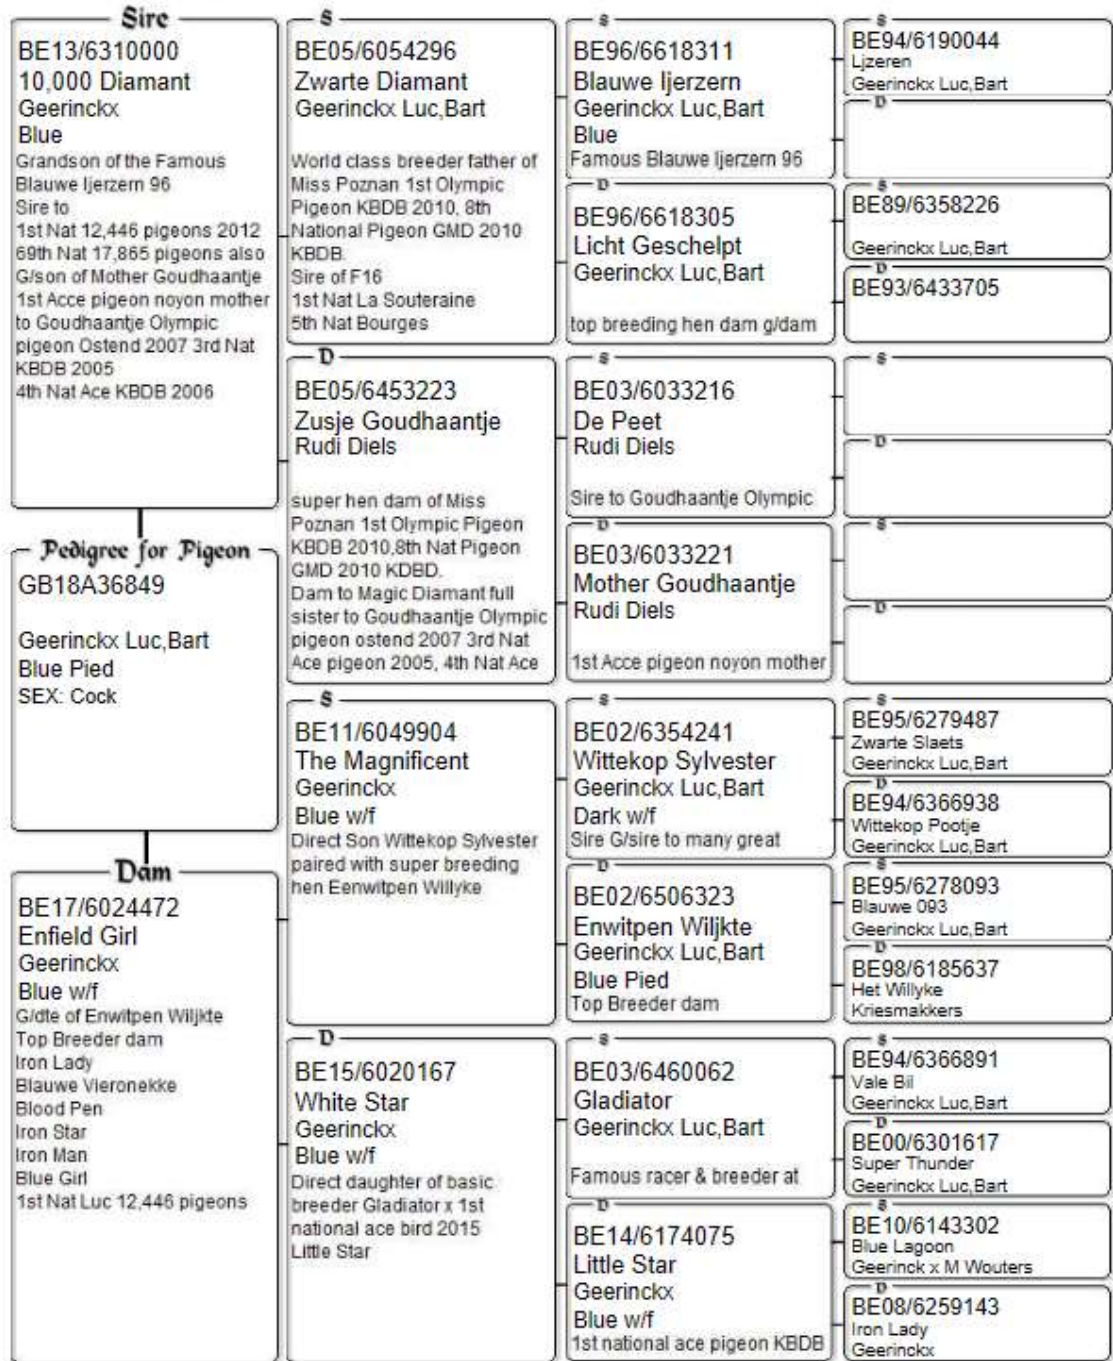 Sire
BE13/6310000
10,000 Diamant
Geerinckx
Blue
Grandson of the Famous
Blauwe Ijerzern 96
Sire to
1st Nat 12,446 pigeons 2012
69th Nat 17,865 pigeons also
G/son of Mother Goudhaantje
1st Acce pigeon noyon mother
to Goudhaantje Olympic
pigeon Ostend 2007 3rd Nat
KBDB 2005
4th Nat Ace KBDB 2006
Pedigree for Pigeon
GB18A36849
Geerinckx Luc,Bart
Blue Pied
SEX: Cock
Dam
BE17/6024472
Enfield Girl
Geerinckx
Blue w/f
G/dte of Enwitpen Wiljkte
Top Breeder dam
Iron Lady
Blauwe Vieronekke
Blood Pen
Iron Star
Iron Man
Blue Girl
1st Nat Luc 12,446 pigeons
S
BE05/6054296
Zwarte Diamant
Geerinckx Luc,Bart
World class breeder father of
Miss Poznan 1st Olympic
Pigeon KBDB 2010, 8th
National Pigeon GMD 2010
KBDB.
Sire of F16
1st Nat La Souteraine
5th Nat Bourges
D
BE05/6453223
Zusje Goudhaantje
Rudi Diels
super hen dam of Miss
Poznan 1st Olympic Pigeon
KBDB 2010,8th Nat Pigeon
GMD 2010 KDBD.
Dam to Magic Diamant full
sister to Goudhaantje Olympic
pigeon ostend 2007 3rd Nat
Ace pigeon 2005, 4th Nat Ace
S
BE11/6049904
The Magnificent
Geerinckx
Blue w/f
Direct Son Wittekop Sylvester
paired with super breeding
hen Eenwitpen Willyke
D
BE15/6020167
White Star
Geerinckx
Blue w/f
Direct daughter of basic
breeder Gladiator x 1st
national ace bird 2015
Little Star
S
BE96/6618311
Blauwe Ijerzern
Geerinckx Luc,Bart
Blue
Famous Blauwe Ijerzern 96
D
BE96/6618305
Licht Geschelpt
Geerinckx Luc,Bart
top breeding hen dam g/dam
S
BE03/6033216
De Peet
Rudi Diels
Sire to Goudhaantje Olympic
D
BE03/6033221
Mother Goudhaantje
Rudi Diels
1st Acce pigeon noyon mother
S
BE02/6354241
Wittekop Sylvester
Geerinckx Luc,Bart
Dark w/f
Sire G/sire to many great
D
BE02/6506323
Enwitpen Wiljkte
Geerinckx Luc,Bart
Blue Pied
Top Breeder dam
S
BE03/6460062
Gladiator
Geerinckx Luc,Bart
Famous racer & breeder at
D
BE14/6174075
Little Star
Geerinckx
Blue w/f
1st national ace pigeon KBDB
S
BE94/6190044
Ljzeren
Geerinckx Luc,Bart
D
S
BE89/6358226
Geerinckx Luc,Bart
D
BE93/6433705
S
D
S
D
S
BE95/6279487
Zwarte Slaets
Geerinckx Luc,Bart
D
BE94/6366938
Wittekop Pootje
Geerinckx Luc,Bart
S
BE95/6278093
Blauwe 093
Geerinckx Luc,Bart
D
BE98/6185637
Het Willyke
Kriesmakkers
S
BE94/6366891
Vale Bil
Geerinckx Luc,Bart
D
BE00/6301617
Super Thunder
Geerinckx Luc,Bart
S
BE10/6143302
Blue Lagoon
Geerinck x M Wouters
D
BE08/6259143
Iron Lady
Geerinckx